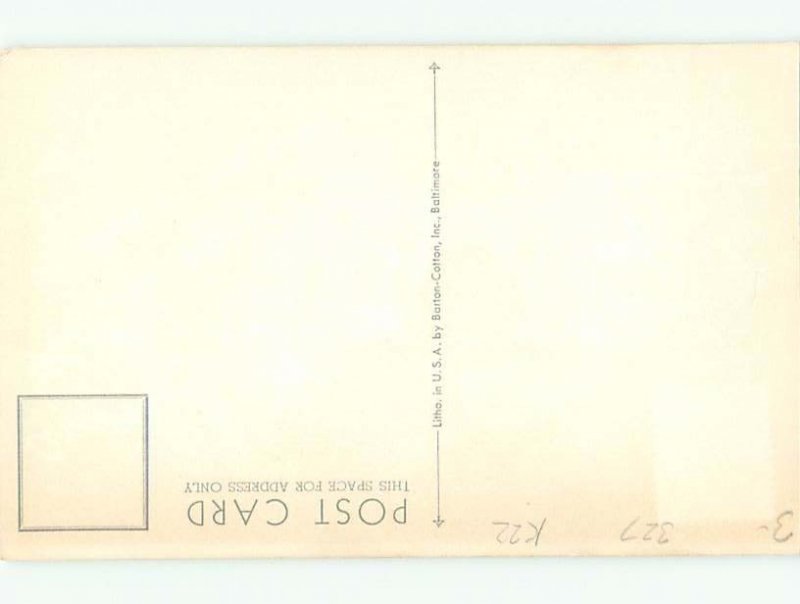 3-
327
K22
POST CARD
THIS SPACE FOR ADDRESS ONLY
Litho. in U.S.A. by Barton-Cotton, Inc., Baltimore